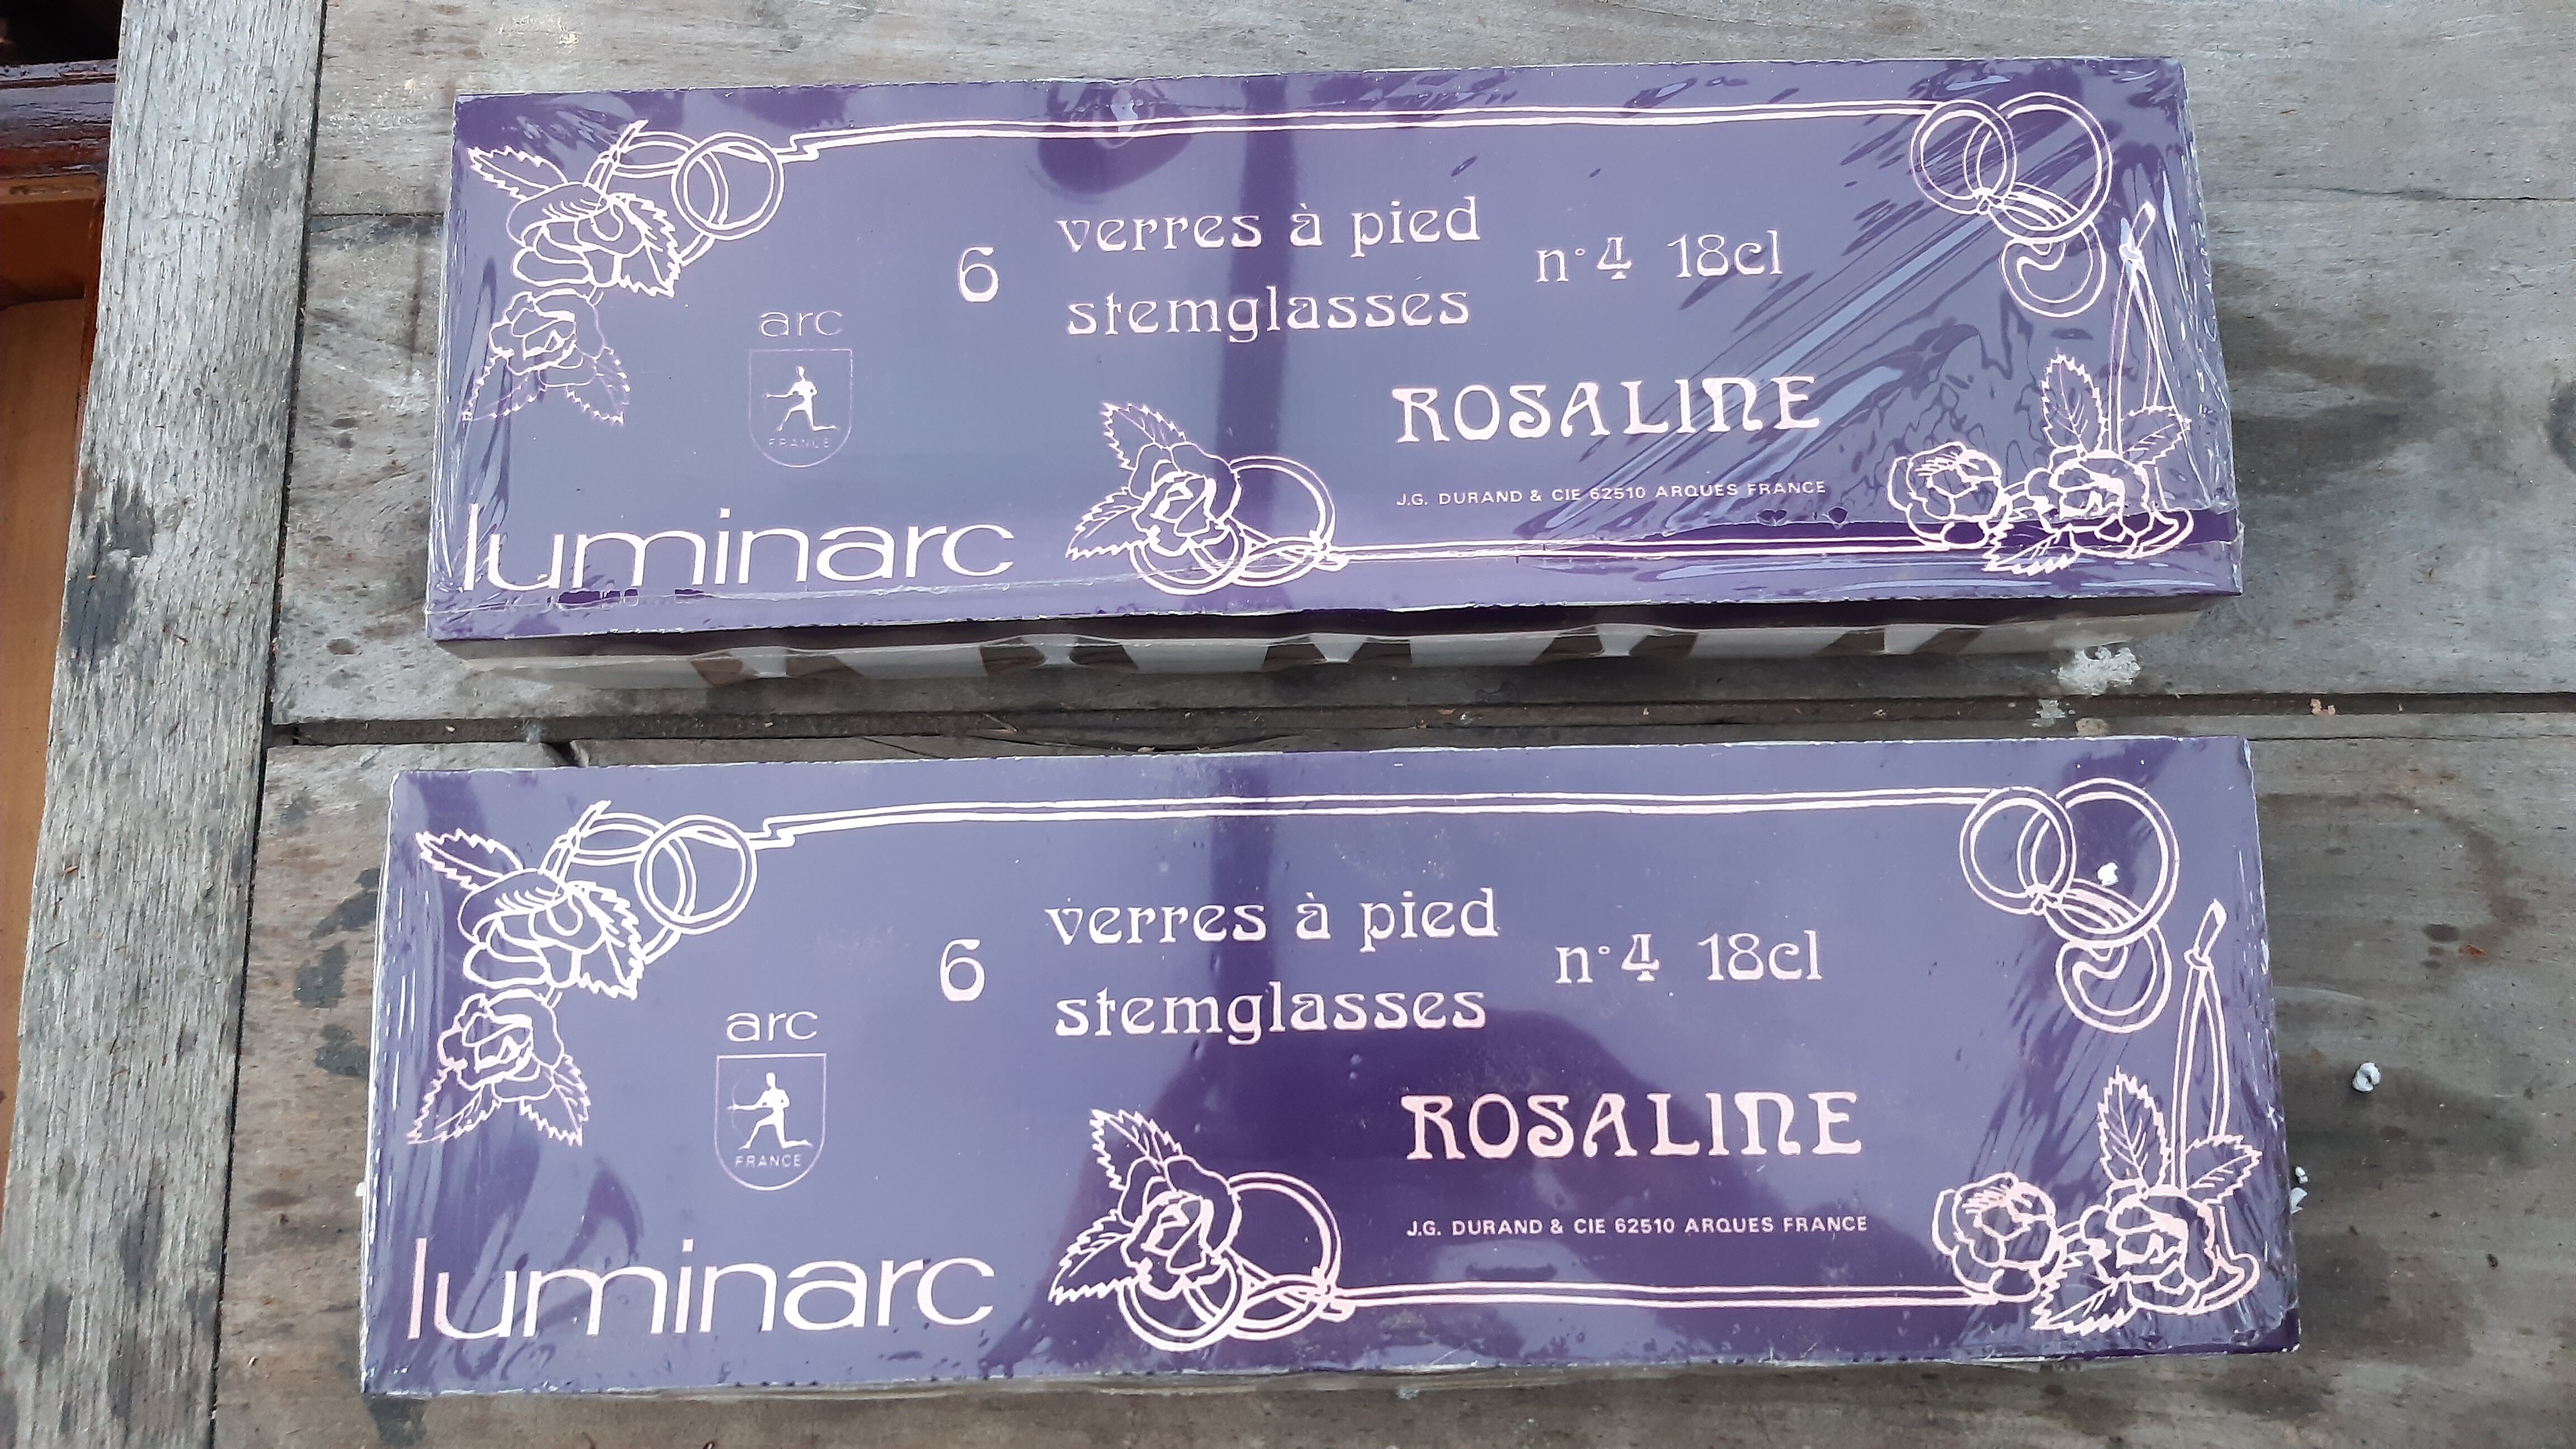 6 verres à pied n°4 18cl
stemglasses
arc
FRANCE
ROSALINE
J.G. DURAND & CIE 62510 ARQUES FRANCE
luminarc
6 verres à pied n°4 18cl
stemglasses
arc
FRANCE
ROSALINE
J.G. DURAND & CIE 62510 ARQUES FRANCE
luminarc